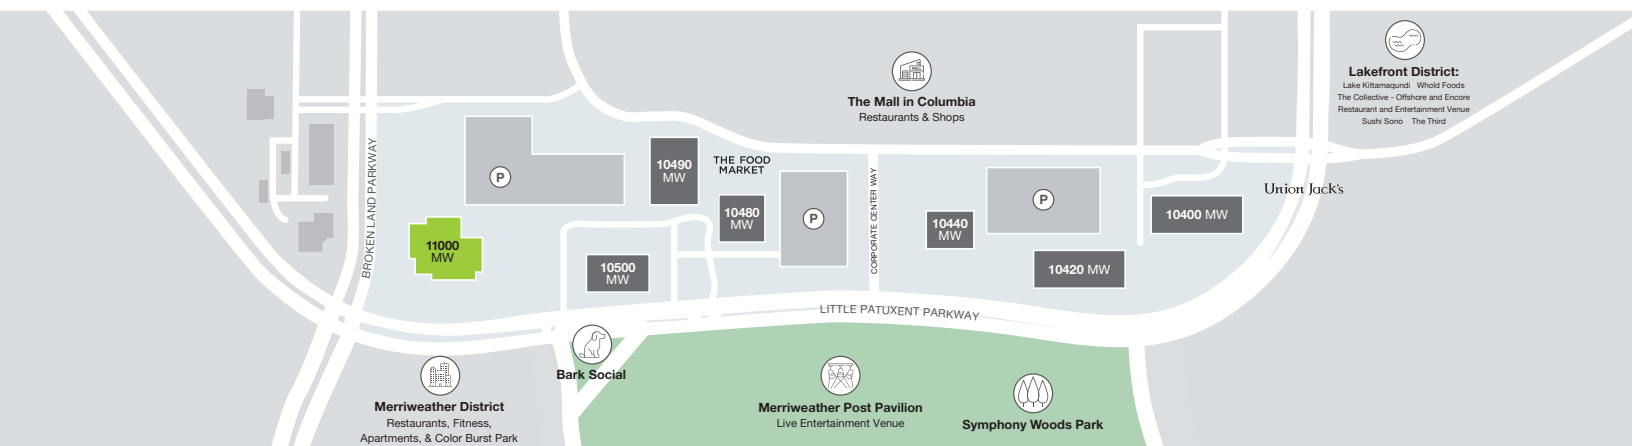 Lakefront District:
Lake Kittamaqundi Whold Foods
The Collective - Offshore and Encore
Restaurant and Entertainment Venue
Sushi Sono The Third
MALL
The Mall in Columbia
Restaurants & Shops
BROKEN LAND PARKWAY
P
10490
MW
THE FOOD
MARKET
10480
MW
P
CORPORATE CENTER WAY
P
10440
MW
10400 MW
Union Jack's
11000
MW
10500
MW
10420 MW
LITTLE PATUXENT PARKWAY
Bark Social
Merriweather District
Restaurants, Fitness,
Apartments, & Color Burst Park
Merriweather Post Pavilion
Live Entertainment Venue
Symphony Woods Park